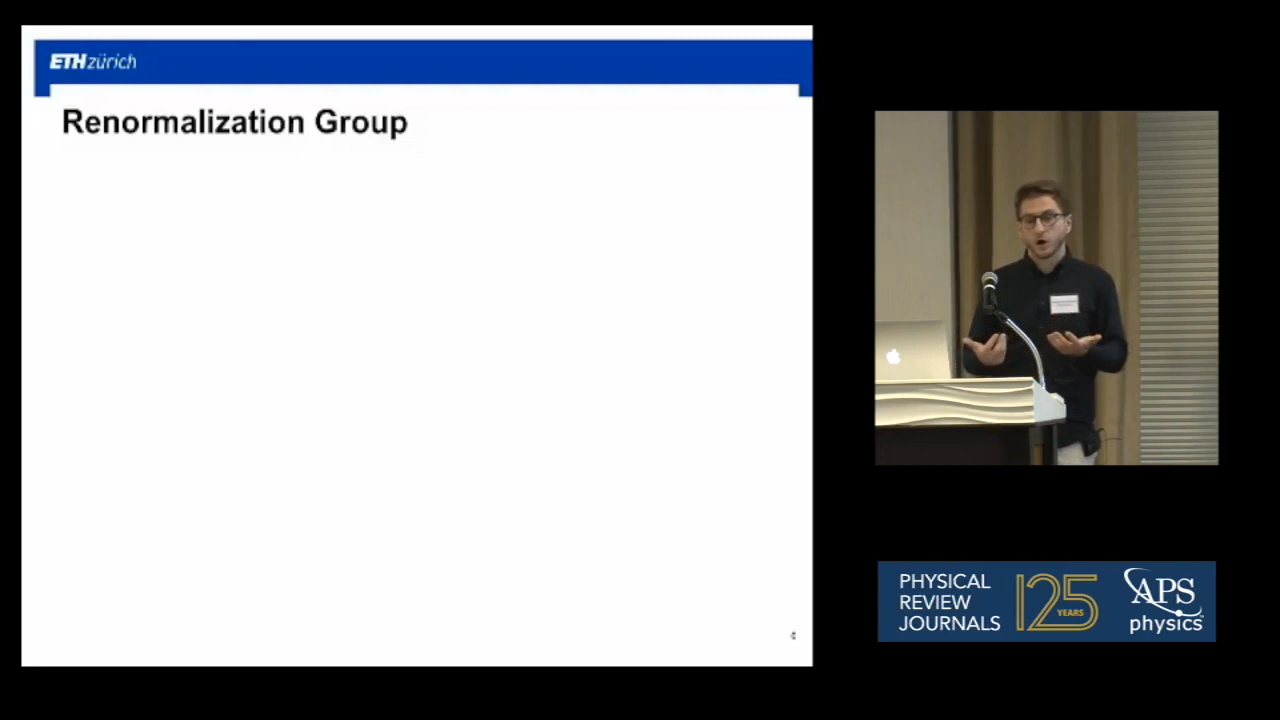 ETH zürich
Renormalization Group
PHYSICAL
REVIEW
JOURNALS
125
YEARS
APS
physics